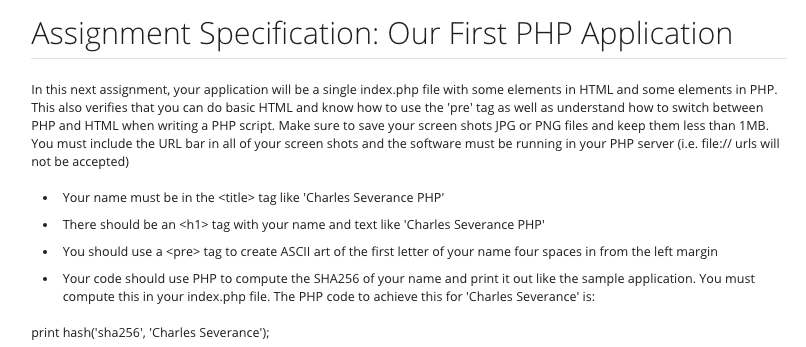 Assignment Specification: Our First PHP Application
In this next assignment, your application will be a single index.php file with some elements in HTML and some elements in PHP.
This also verifies that you can do basic HTML and know how to use the 'pre' tag as well as understand how to switch between
PHP and HTML when writing a PHP script. Make sure to save your screen shots JPG or PNG files and keep them less than 1MB.
You must include the URL bar in all of your screen shots and the software must be running in your PHP server (i.e. file:// urls will
not be accepted)
• Your name must be in the <title> tag like 'Charles Severance PHP'
• There should be an <h1> tag with your name and text like 'Charles Severance PHP'
• You should use a <pre> tag to create ASCII art of the first letter of your name four spaces in from the left margin
• Your code should use PHP to compute the SHA256 of your name and print it out like the sample application. You must
compute this in your index.php file. The PHP code to achieve this for 'Charles Severance' is:
print hash('sha256', 'Charles Severance');